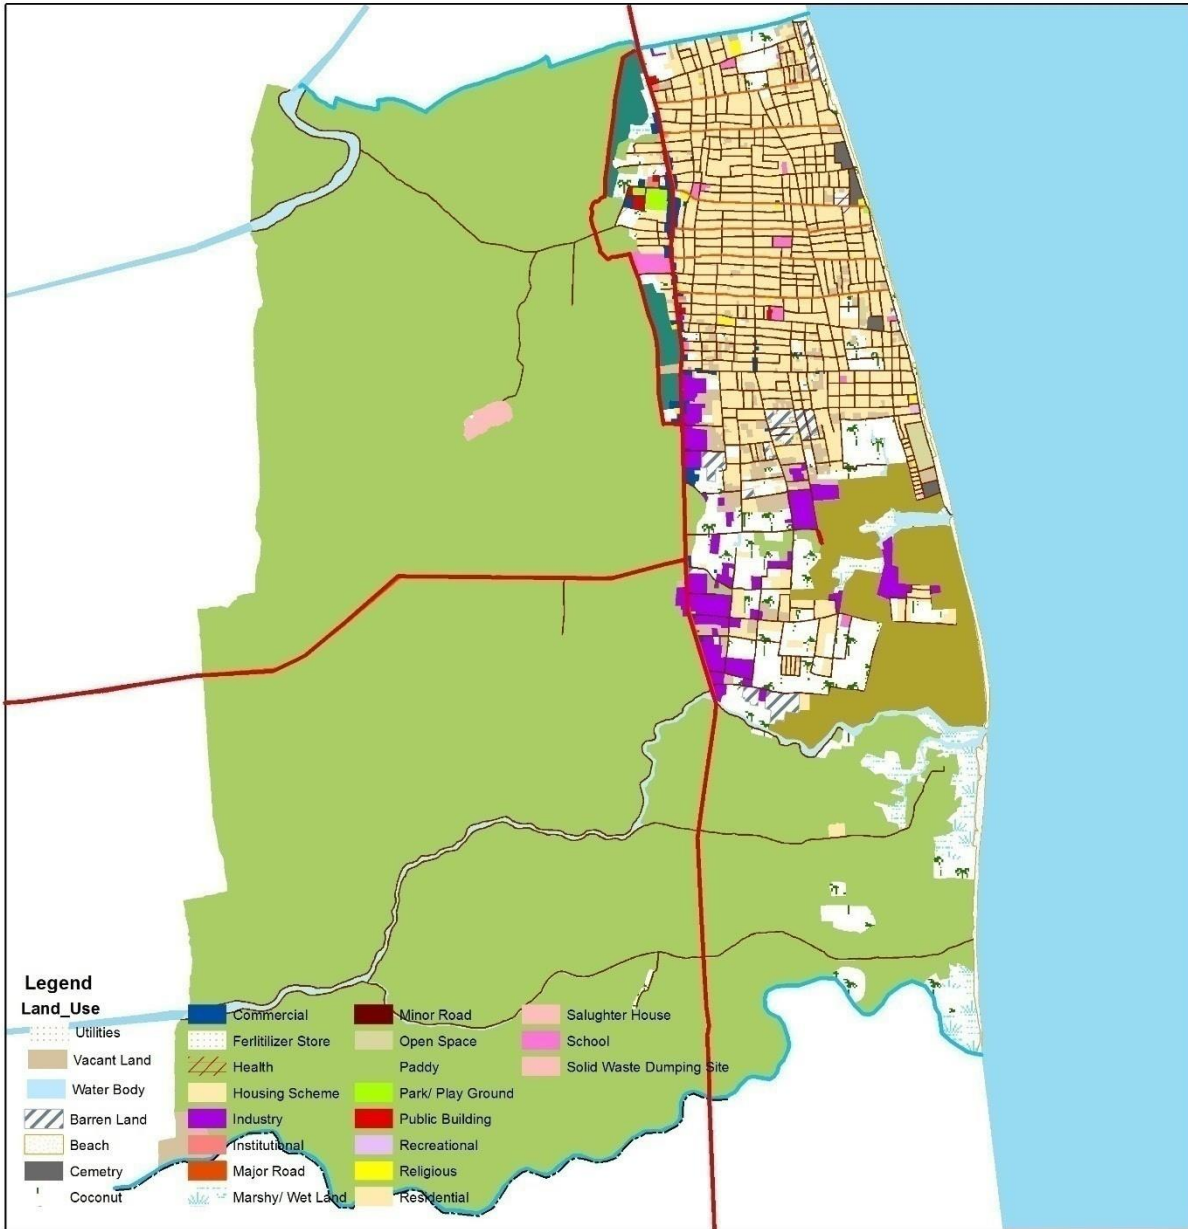 Legend
Land_Use
Utilities
Vacant Land
Water Body
Barren Land
Beach
Cemetry
Coconut
Commercial
Ferlitilizer Store
Health
Housing Scheme
Industry
Institutional
Major Road
Marshy/ Wet Land
Minor Road
Open Space
Paddy
Park/ Play Ground
Public Building
Recreational
Religious
Residential
Salughter House
School
Solid Waste Dumping Site